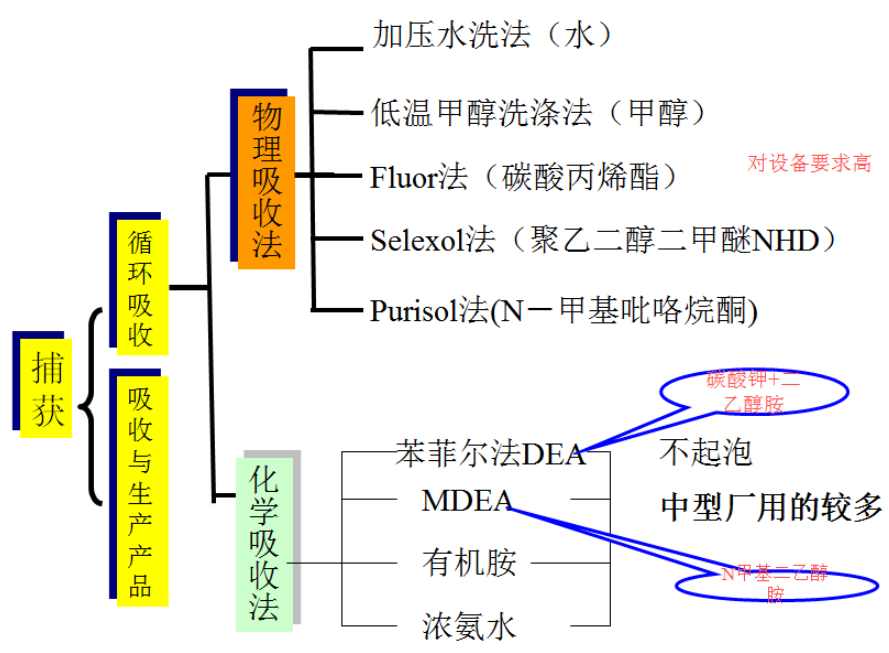 捕获
循环吸收
吸收与生产产品
物理吸收法
加压水洗法（水）
低温甲醇洗涤法（甲醇）
Fluor法（碳酸丙烯酯）
Selexol法（聚乙二醇二甲醚NHD）
Purisol法(N－甲基吡咯烷酮)
对设备要求高
化学吸收法
苯菲尔法DEA
MDEA
有机胺
浓氨水
碳酸钾+二
乙醇胺
不起泡
中型厂用的较多
N甲基二乙醇
胺